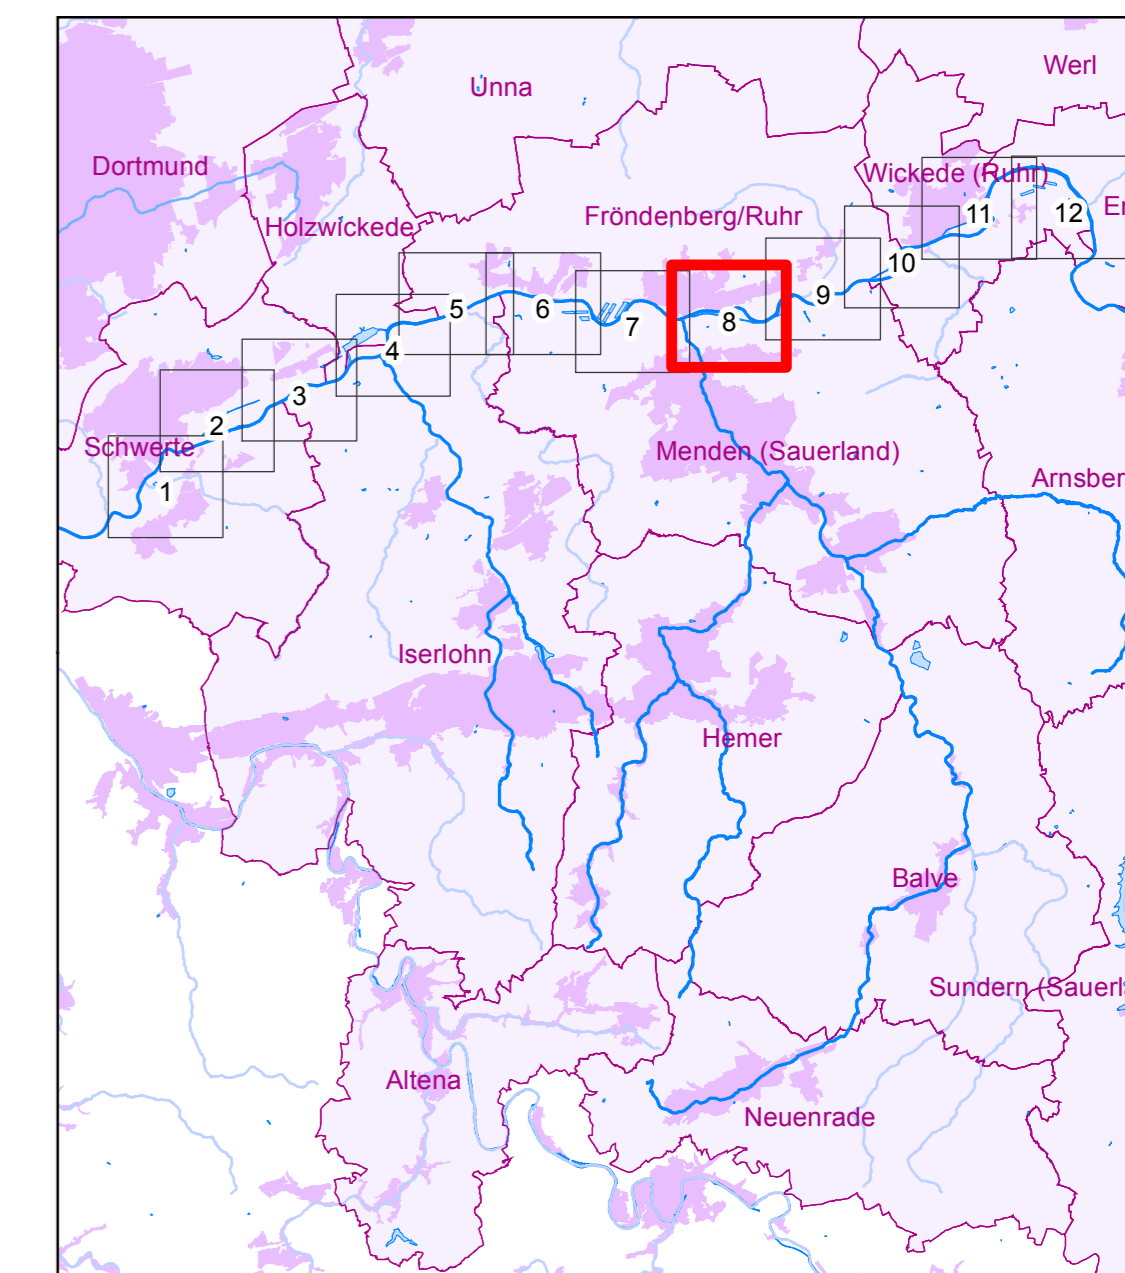 Werl
Unna
Dortmund
Wickede (Ruhr)
Fröndenberg/Ruhr
Holzwickede
11
12
En
10
9
5
6
7
8
4
3
2
Schwerte
Menden (Sauerland)
1
Arnsber
Iserlohn
Hemer
Balve
Sundern (Sauerl
Altena
Neuenrade